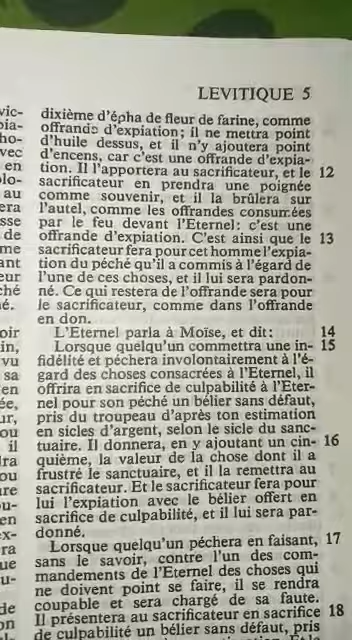 LEVITIQUE 5
dixième d'épha de fleur de farine, comme
offrande d'expiation; il ne mettra point
d'huile dessus, et il n'y ajoutera point
d'encens, car c'est une offrande d'expia-
tion. Il l'apportera au sacrificateur, et le 12
sacrificateur en prendra une poignée
comme souvenir, et il la brûlera sur
l'autel, comme les offrandes consumées
par le feu devant l'Eternel: c'est une
offrande d'expiation. C'est ainsi que le 13
sacrificateur fera pour cet homme l'expia-
tion du péché qu'il a commis à l'égard de
l'une de ces choses, et il lui sera pardon-
né. Ce qui restera de l'offrande sera pour
le sacrificateur, comme dans l'offrande
en don.
L'Eternel parla à Moïse, et dit: 14
Lorsque quelqu'un commettra une in- 15
fidélité et péchera involontairement à l'é-
gard des choses consacrées à l'Eternel, il
offrira en sacrifice de culpabilité à l'Eter-
nel pour son péché un bélier sans défaut,
pris du troupeau d'après ton estimation
en sicles d'argent, selon le sicle du sanc-
tuaire. Il donnera, en y ajoutant un cin- 16
quième, la valeur de la chose dont il a
frustré le sanctuaire, et il la remettra au
sacrificateur. Et le sacrificateur fera pour
lui l'expiation avec le bélier offert en
sacrifice de culpabilité, et il lui sera par-
donné.
Lorsque quelqu'un péchera en faisant, 17
sans le savoir, contre l'un des com-
mandements de l'Eternel des choses qui
ne doivent point se faire, il se rendra
coupable et sera chargé de sa faute.
Il présentera au sacrificateur en sacrifice 18
de culpabilité un bélier sans défaut, pris